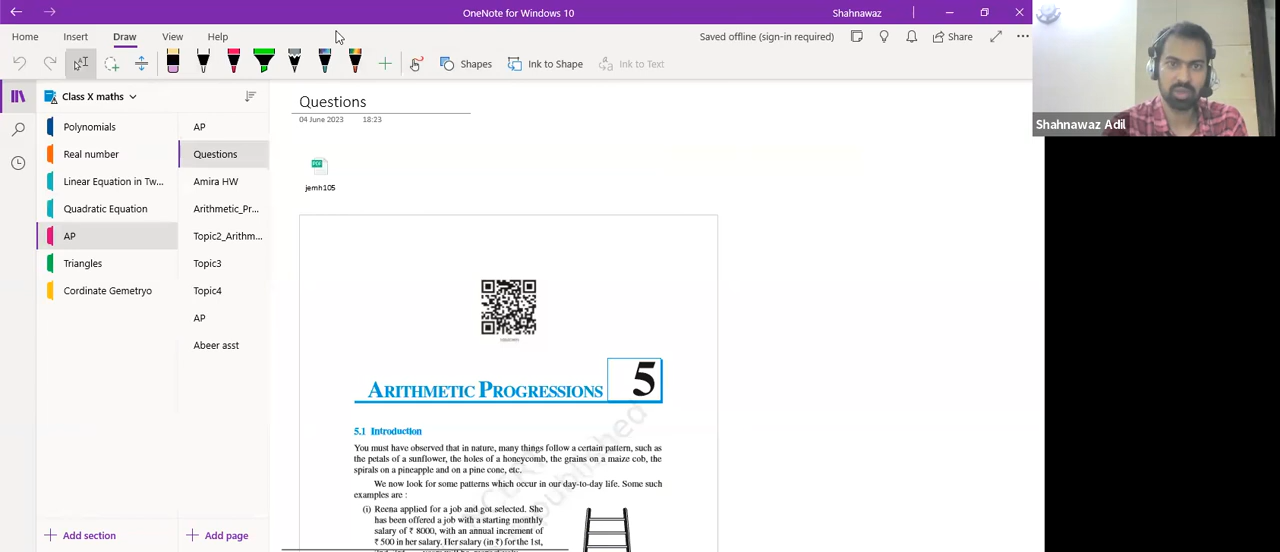 OneNote for Windows 10
Shahnawaz
Home Insert Draw View Help
Saved offline (sign-in required)
Share
Shapes
Ink to Shape
Ink to Text
Class X maths
Polynomials
Real number
Linear Equation in Tw...
Quadratic Equation
AP
Triangles
Cordinate Gemetryo
Add section
AP
Questions
Amira HW
Arithmetic_Pr...
Topic2_Arithm...
Topic3
Topic4
AP
Abeer asst
Add page
Questions
04 June 2023 18:23
PDF
jemh105
ARITHMETIC PROGRESSIONS 5
5.1 Introduction
You must have observed that in nature, many things follow a certain pattern, such as
the petals of a sunflower, the holes of a honeycomb, the grains on a maize cob, the
spirals on a pineapple and on a pine cone, etc.
We now look for some patterns which occur in our day-to-day life. Some such
examples are :
(i) Reena applied for a job and got selected. She
has been offered a job with a starting monthly
salary of ₹ 8000, with an annual increment of
₹ 500 in her salary. Her salary (in ₹) for the 1st,
Shahnawaz Adil